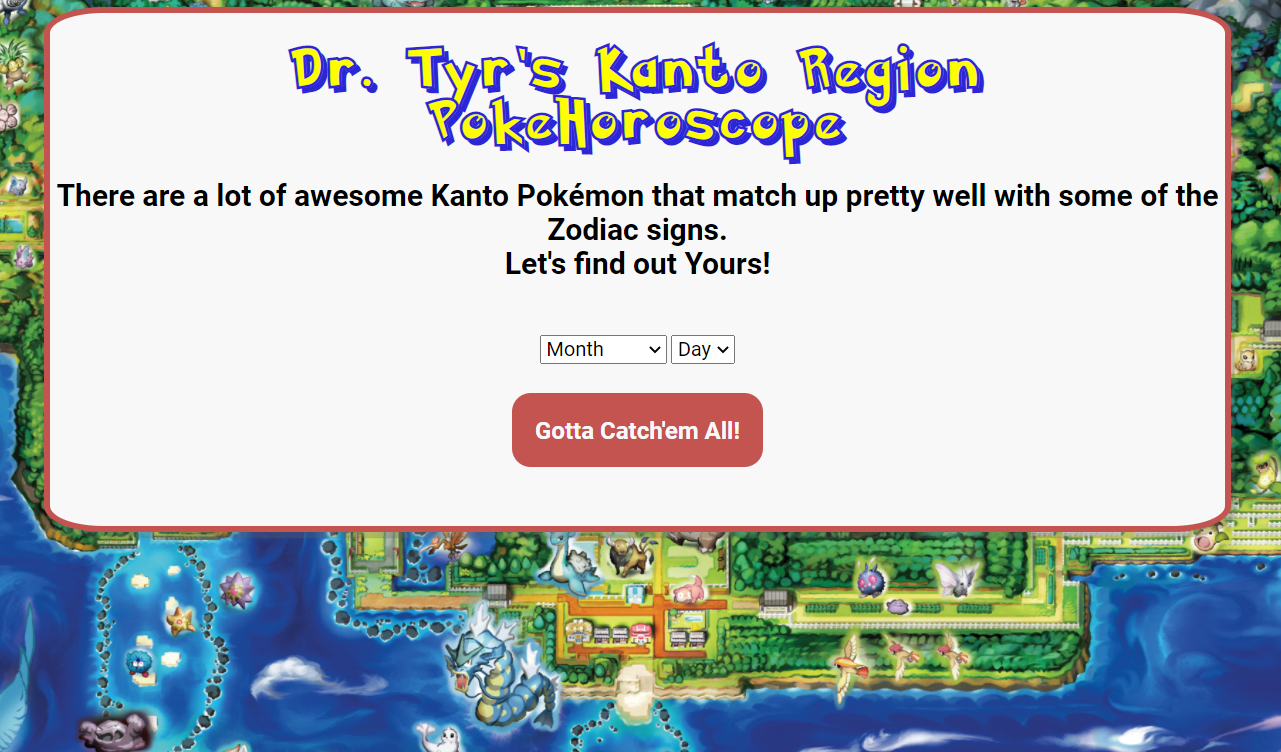 Dr. Tyr's Kanto Region
PokeHoroscope
There are a lot of awesome Kanto Pokémon that match up pretty well with some of the
Zodiac signs.
Let's find out Yours!
Month Day
Gotta Catch'em All!